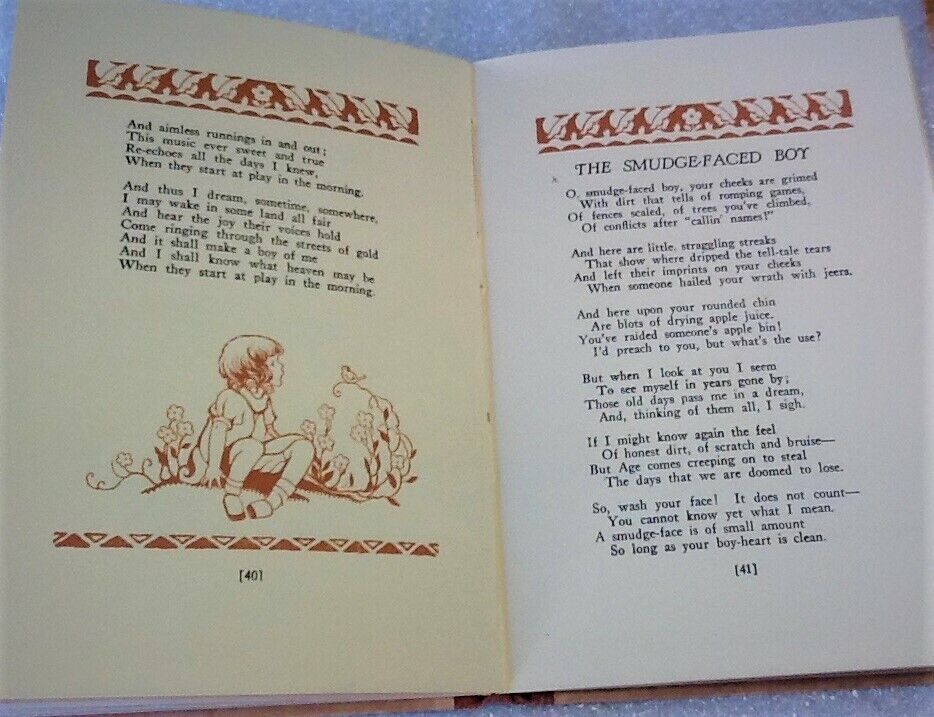 And aimless runnings in and out;
This music ever sweet and true
Re-echoes all the days I knew,
When they start at play in the morning.
And thus I dream, sometime, somewhere,
I may wake in some land all fair
And hear the joy their voices hold
Come ringing through the streets of gold
And it shall make a boy of me
And I shall know what heaven may be
When they start at play in the morning.
[40]
THE SMUDGE-FACED BOY
O, smudge-faced boy, your cheeks are grimed
With dirt that tells of romping games,
Of fences scaled, of trees you've climbed,
Of conflicts after "callin' names!"
And here are little, straggling streaks
That show where dripped the tell-tale tears
And left their imprints on your cheeks
When someone hailed your wrath with jeers.
And here upon your rounded chin
Are blots of drying apple juice.
You've raided someone's apple bin!
I'd preach to you, but what's the use?
But when I look at you I seem
To see myself in years gone by;
Those old days pass me in a dream,
And, thinking of them all, I sigh.
If I might know again the feel
Of honest dirt, of scratch and bruise—
But Age comes creeping on to steal
The days that we are doomed to lose.
So, wash your face! It does not count—
You cannot know yet what I mean.
A smudge-face is of small amount
So long as your boy-heart is clean.
[41]